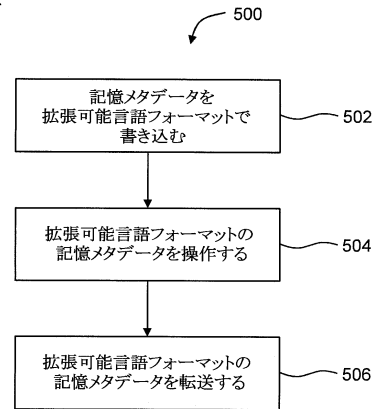 500
記憶メタデータを
拡張可能言語フォーマットで
書き込む
502
拡張可能言語フォーマットの
記憶メタデータを操作する
504
拡張可能言語フォーマットの
記憶メタデータを転送する
506